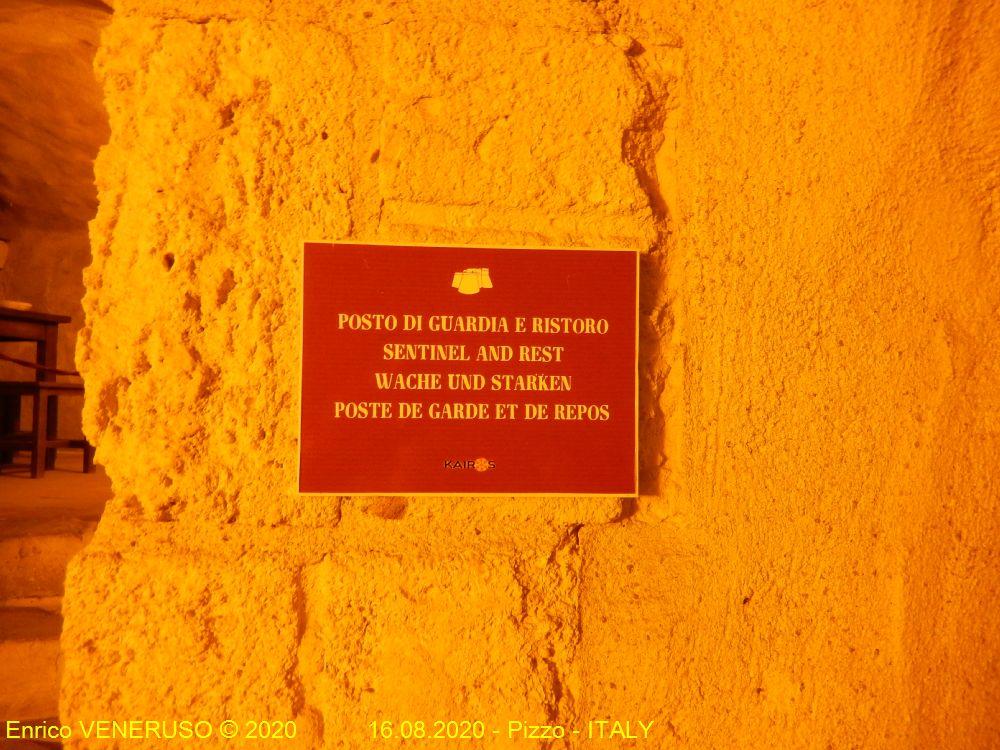 POSTO DI GUARDIA E RISTORO
SENTINEL AND REST
WACHE UND STARKEN
POSTE DE GARDE ET DE REPOS
KAIROS
Enrico VENERUSO © 2020 16.08.2020 - Pizzo - ITALY